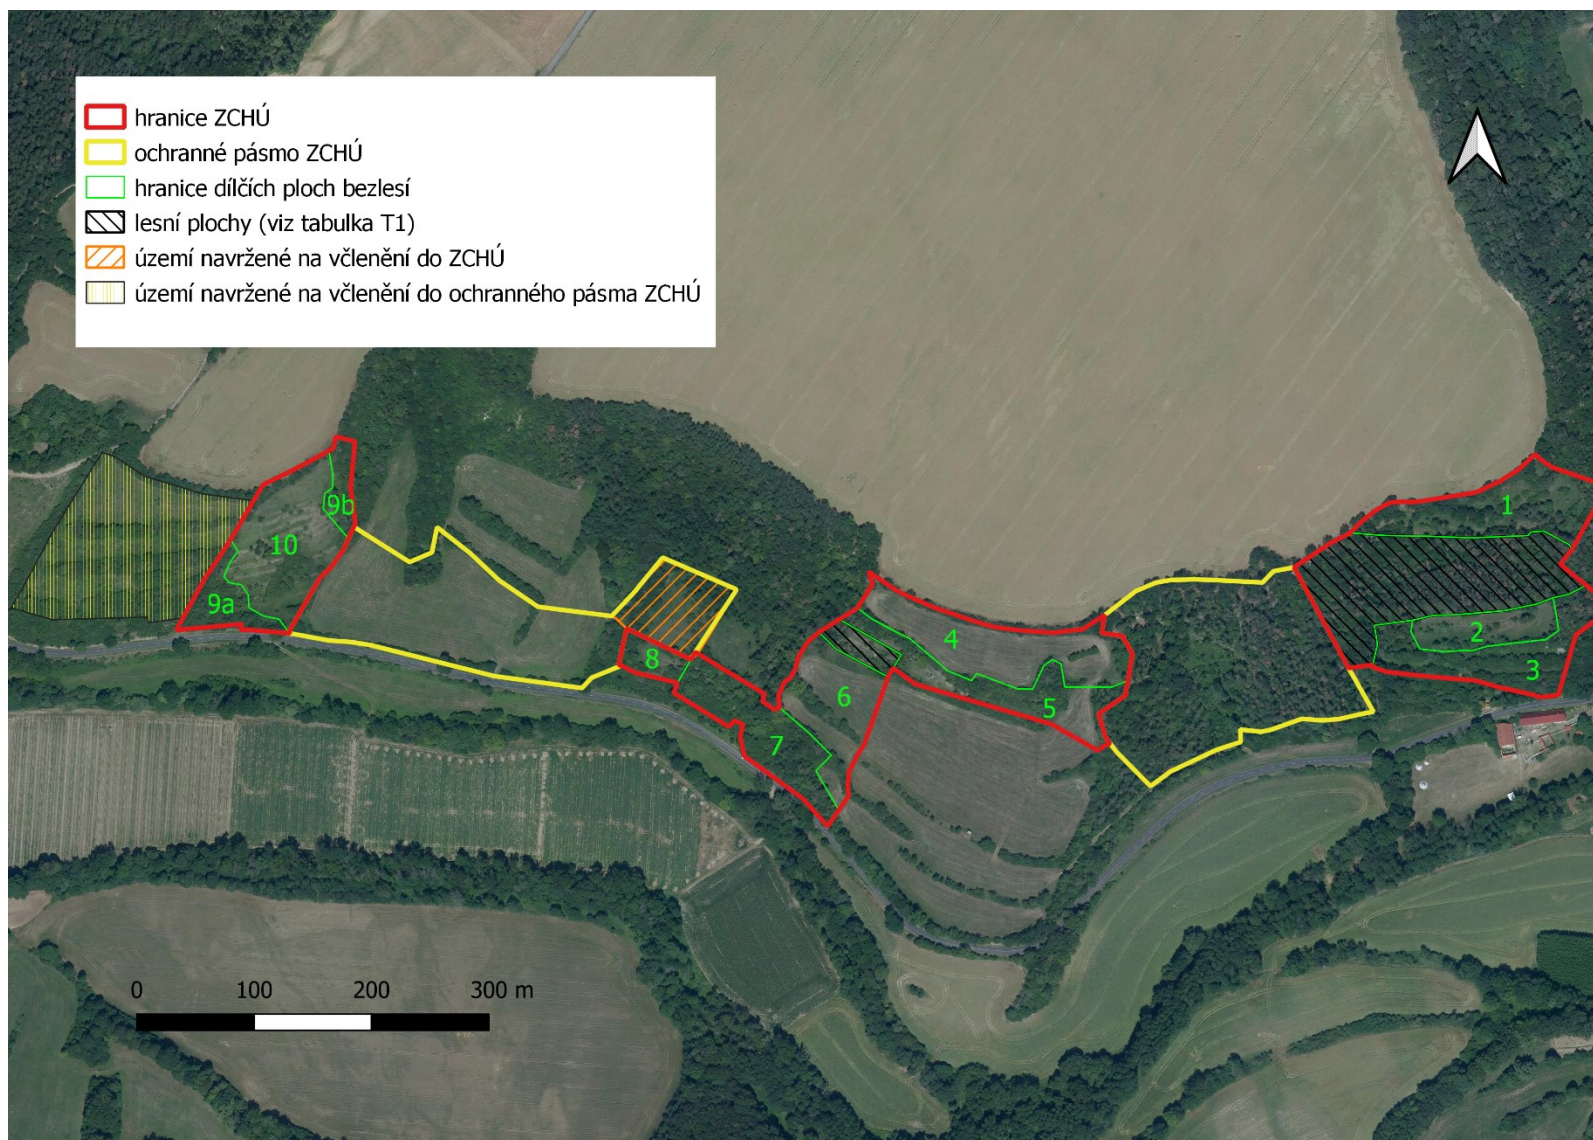 hranice ZCHÚ
ochranné pásmo ZCHÚ
hranice dílčích ploch bezlesí
lesní plochy (viz tabulka T1)
území navržené na včlenění do ZCHÚ
území navržené na včlenění do ochranného pásma ZCHÚ
1
9b
10
9a
2
4
8
3
6
5
7
0 100 200 300 m